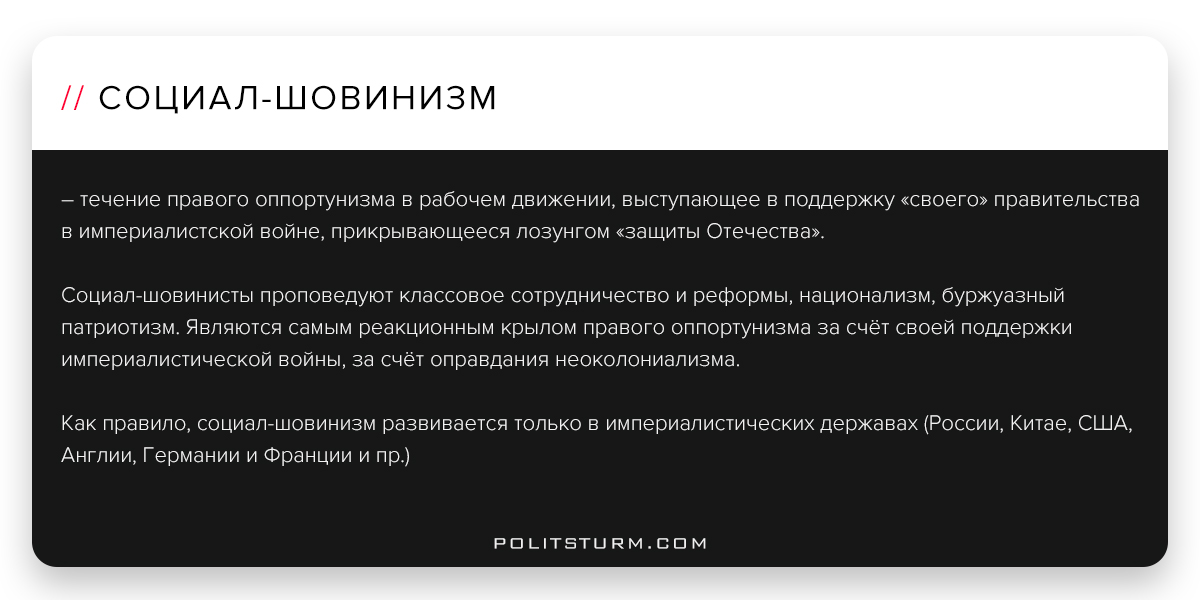 // СОЦИАЛ-ШОВИНИЗМ
– течение правого оппортунизма в рабочем движении, выступающее в поддержку «своего» правительства
в империалистской войне, прикрывающееся лозунгом «защиты Отечества».
Социал-шовинисты проповедуют классовое сотрудничество и реформы, национализм, буржуазный
патриотизм. Являются самым реакционным крылом правого оппортунизма за счёт своей поддержки
империалистической войны, за счёт оправдания неоколониализма.
Как правило, социал-шовинизм развивается только в империалистических державах (России, Китае, США,
Англии, Германии и Франции и пр.)
POLITSTURM.COM